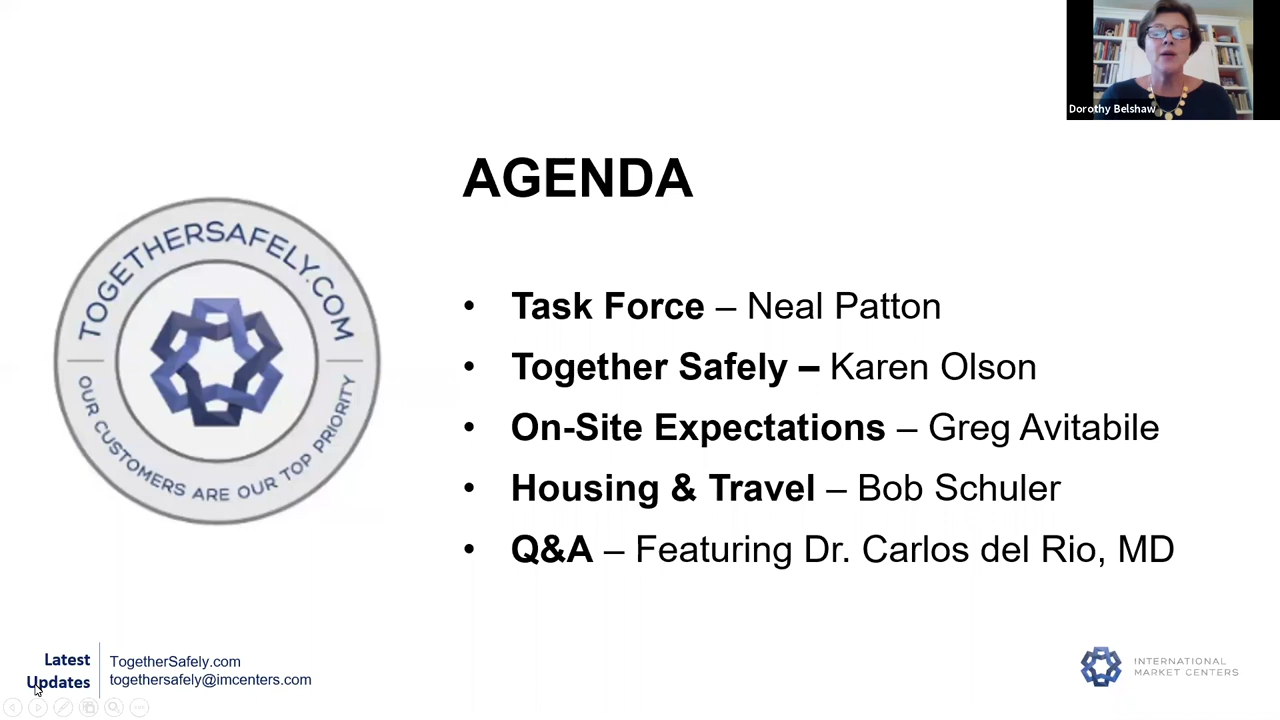 Dorothy Belshaw
AGENDA
TOGETHERSAFELY.COM
OUR CUSTOMERS ARE OUR TOP PRIORITY
• Task Force – Neal Patton
• Together Safely – Karen Olson
• On-Site Expectations – Greg Avitabile
• Housing & Travel – Bob Schuler
• Q&A – Featuring Dr. Carlos del Rio, MD
Latest
Updates
TogetherSafely.com
togethersafely@imcenters.com
INTERNATIONAL
MARKET CENTERS